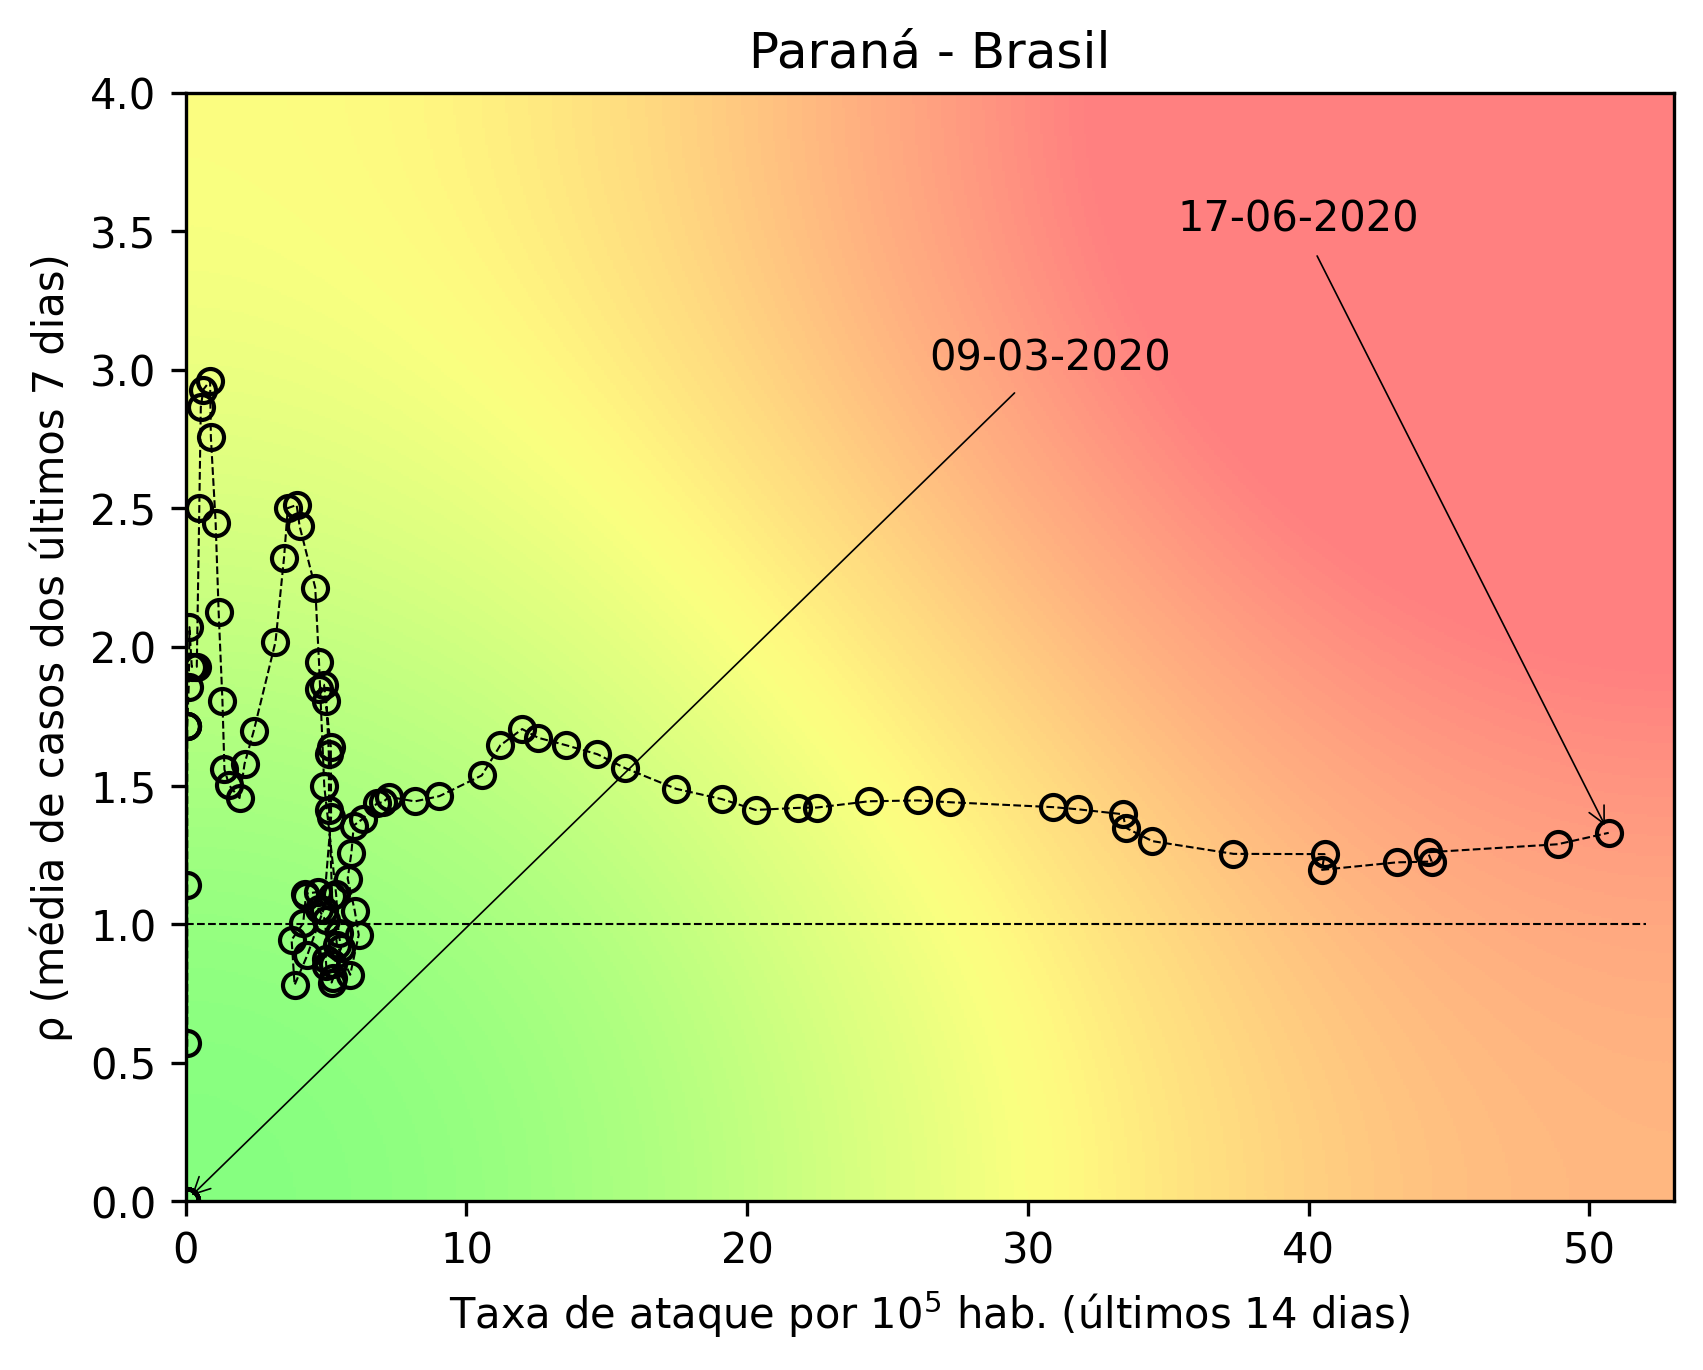 Paraná - Brasil
4.0
3.5
3.0
2.5
2.0
1.5
1.0
0.5
0.0
ρ (média de casos dos últimos 7 dias)
17-06-2020
09-03-2020
0 10 20 30 40 50
Taxa de ataque por 10⁵ hab. (últimos 14 dias)